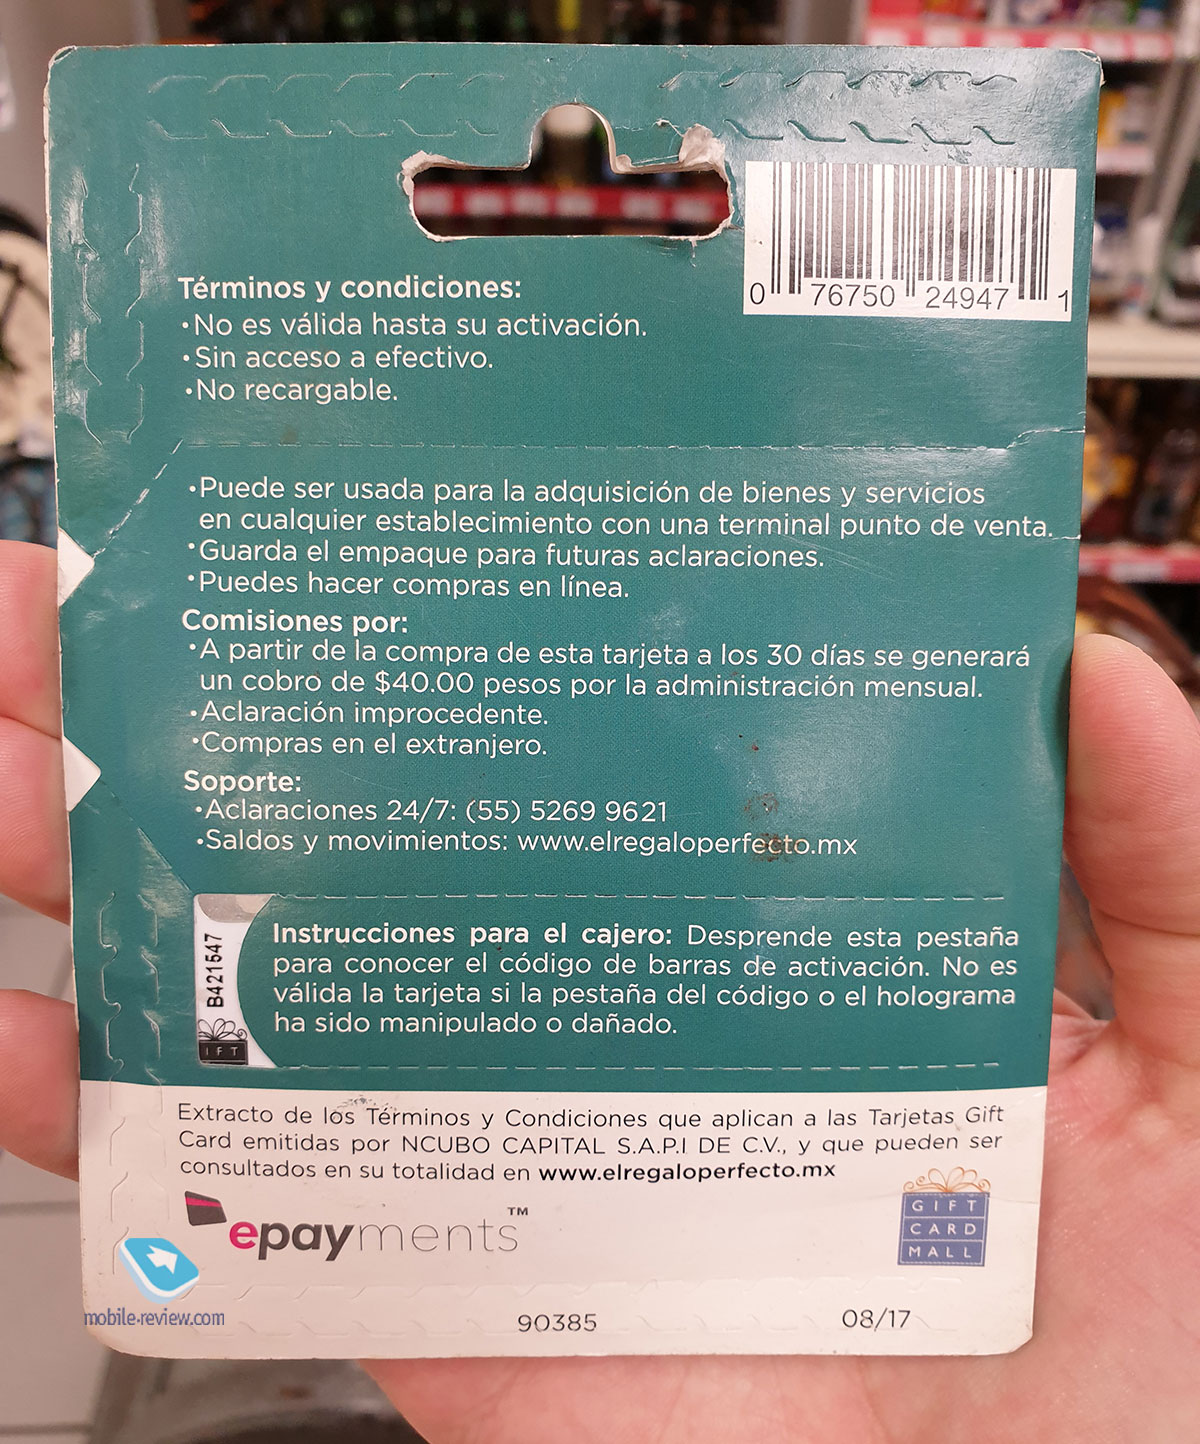 0 76750 24947 1
Términos y condiciones:
•No es válida hasta su activación.
•Sin acceso a efectivo.
•No recargable.
•Puede ser usada para la adquisición de bienes y servicios
en cualquier establecimiento con una terminal punto de venta.
•Guarda el empaque para futuras aclaraciones.
•Puedes hacer compras en línea.
Comisiones por:
•A partir de la compra de esta tarjeta a los 30 días se generará
un cobro de $40.00 pesos por la administración mensual.
•Aclaración improcedente.
•Compras en el extranjero.
Soporte:
•Aclaraciones 24/7: (55) 5269 9621
•Saldos y movimientos: www.elregaloperfecto.mx
B421547
IFT
Instrucciones para el cajero: Desprende esta pestaña
para conocer el código de barras de activación. No es
válida la tarjeta si la pestaña del código o el holograma
ha sido manipulado o dañado.
Extracto de los Términos y Condiciones que aplican a las Tarjetas Gift
Card emitidas por NCUBO CAPITAL S.A.P.I DE C.V., y que pueden ser
consultados en su totalidad en www.elregaloperfecto.mx
epayments™
GIFT
CARD
MALL
mobile-review.com
90385
08/17